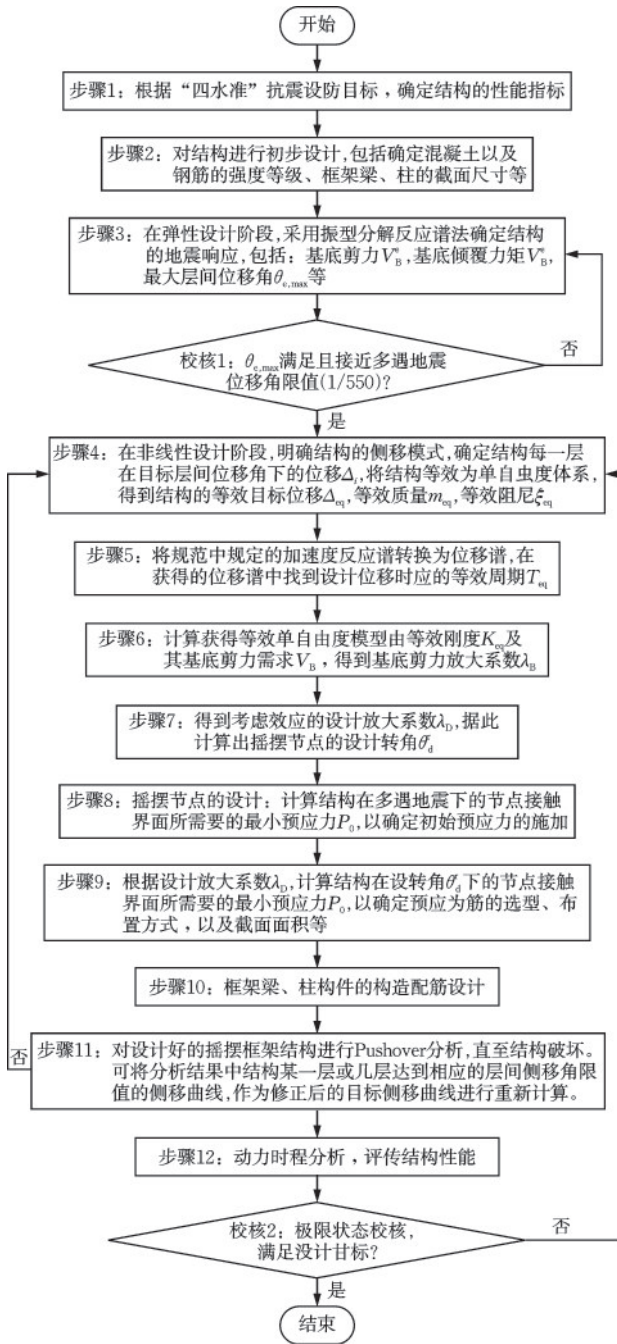 开始
步骤1：根据“四水准”抗震设防目标，确定结构的性能指标
步骤2：对结构进行初步设计,包括确定混凝土以及
钢筋的强度等级、框架梁、柱的截面尺寸等
步骤3：在弹性设计阶段,采用振型分解反应谱法确定结构
的地震响应,包括：基底剪力V_B^e,基底倾覆力矩V_B^e,
最大层间位移角θ_e,max等
校核1：θ_e,max满足且接近多遇地震
位移角限值(1/550)?
否
是
步骤4：在非线性设计阶段,明确结构的侧移模式,确定结构每一层
在目标层间位移角下的位移Δ_i,将结构等效为单自虫度体系,
得到结构的等效目标位移Δ_eq,等效质量m_eq,等效阻尼ξ_eq
步骤5：将规范中规定的加速度反应谱转换为位移谱,在
获得的位移谱中找到设计位移时应的等效周期T_eq
步骤6：计算获得等效单自由度模型由等效刚度K_eq及
其基底剪力需求V_B，得到基底剪力放大系数λ_B
步骤7：得到考虑效应的设计放大系数λ_D,据此
计算出摇摆节点的设计转角θ_d^r
步骤8：摇摆节点的设计：计算结构在多遇地震下的节点接触
界面所需要的最小预应力P_0,以确定初始预应力的施加
步骤9：根据设计放大系数λ_D,计算结构在设转角θ_d^r下的节点接触
界面所需要的最小预应力P_0,以确定预应为筋的选型、布
置方式，以及截面面积等
步骤10：框架梁、柱构件的构造配筋设计
否
步骤11：对设计好的摇摆框架结构进行Pushover分析,直至结构破坏。
可将分析结果中结构某一层或几层达到相应的层间侧移角限
值的侧移曲线,作为修正后的目标侧移曲线进行重新计算。
步骤12：动力时程分析，评传结构性能
校核2：极限状态校核,
满足没计甘标?
否
是
结束